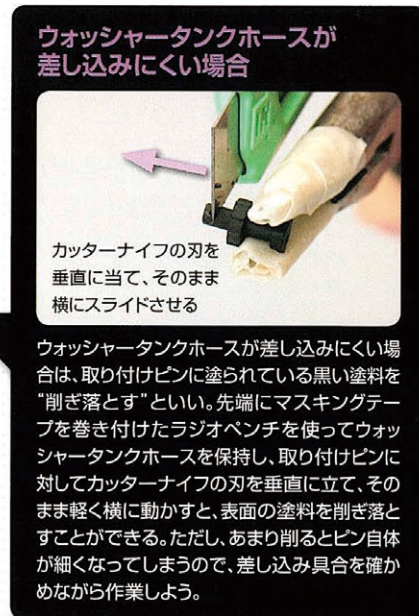 ウォッシャータンクホースが
差し込みにくい場合
カッターナイフの刃を
垂直に当て、そのまま
横にスライドさせる
ウォッシャータンクホースが差し込みにくい場
合は、取り付けピンに塗られている黒い塗料を
“削ぎ落とす”といい。先端にマスキングテー
プを巻き付けたラジオペンチを使ってウォッ
シャータンクホースを保持し、取り付けピンに
対してカッターナイフの刃を垂直に立て、その
まま軽く横に動かすと、表面の塗料を削ぎ落と
すことができる。ただし、あまり削るとピン自体
が細くなってしまうので、差し込み具合を確か
めながら作業しよう。